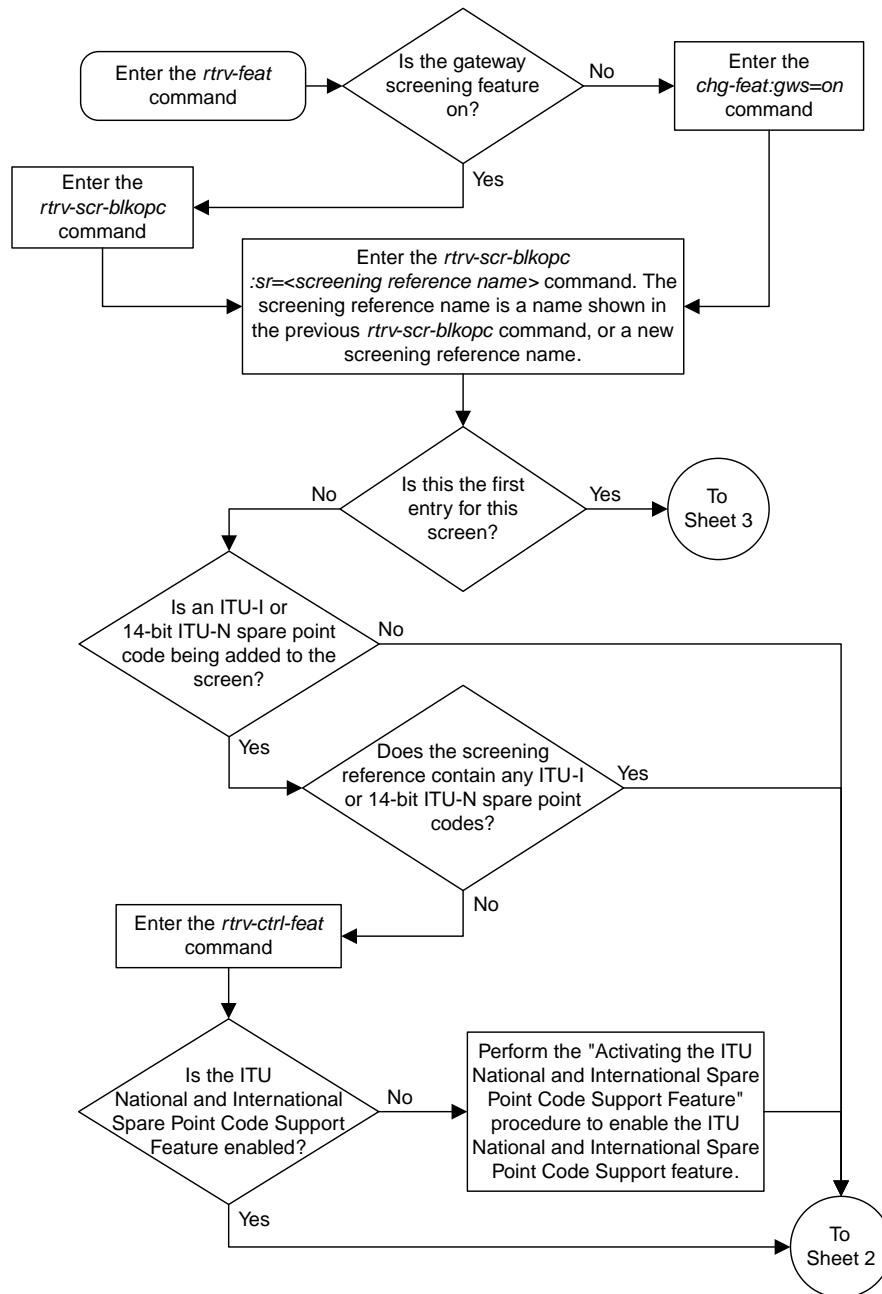 Enter the rtrv-feat
command
Is the gateway
screening feature
on?
No
Enter the
chg-feat:gws=on
command
Yes
Enter the
rtrv-scr-blkopc
command
Enter the rtrv-scr-blkopc
:sr=<screening reference name> command. The
screening reference name is a name shown in
the previous rtrv-scr-blkopc command, or a new
screening reference name.
Is this the first
entry for this
screen?
No
Yes
To
Sheet 3
Is an ITU-I or
14-bit ITU-N spare point
code being added to the
screen?
No
Yes
Does the screening
reference contain any ITU-I
or 14-bit ITU-N spare point
codes?
Yes
No
Enter the rtrv-ctrl-feat
command
Is the ITU
National and International
Spare Point Code Support
Feature enabled?
No
Perform the "Activating the ITU
National and International Spare
Point Code Support Feature"
procedure to enable the ITU
National and International Spare
Point Code Support feature.
Yes
To
Sheet 2